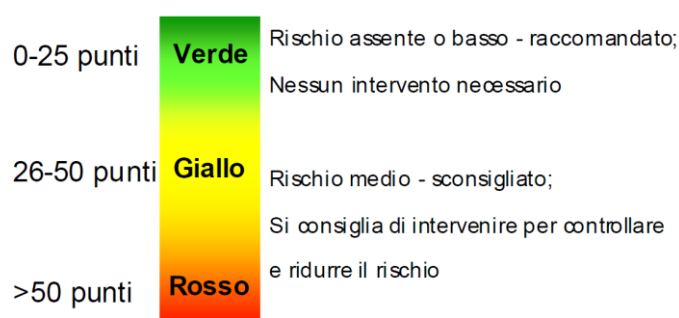 0-25 punti
Verde
Rischio assente o basso - raccomandato;
Nessun intervento necessario
26-50 punti
Giallo
Rischio medio - sconsigliato;
Si consiglia di intervenire per controllare
e ridurre il rischio
>50 punti
Rosso